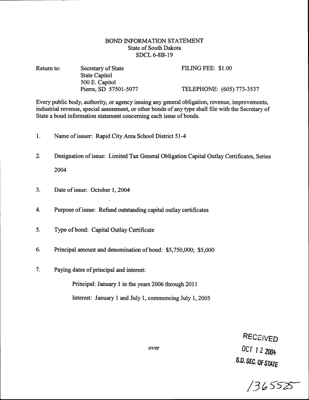 BOND INFORMATION STATEMENT
State of South Dakota
SDCL 6-8B-19
Return to: Secretary of State FILING FEE: $1.00
State Capitol
500 E. Capitol
Pierre, SD 57501-5077 TELEPHONE: (605) 773-3537
Every public body, authority, or agency issuing any general obligation, revenue, improvements,
industrial revenue, special assessment, or other bonds of any type shall file with the Secretary of
State a bond information statement concerning each issue of bonds.
1. Name of issuer: Rapid City Area School District 51-4
2. Designation of issue: Limited Tax General Obligation Capital Outlay Certificates, Series
2004
3. Date of issue: October 1, 2004
4. Purpose of issue: Refund outstanding capital outlay certificates
5. Type of bond: Capital Outlay Certificate
6. Principal amount and denomination of bond: $5,750,000; $5,000
7. Paying dates of principal and interest:
Principal: January 1 in the years 2006 through 2011
Interest: January 1 and July 1, commencing July 1, 2005
RECEIVED
OCT 12 2004
S.D. SEC. OF STATE
over
1365525